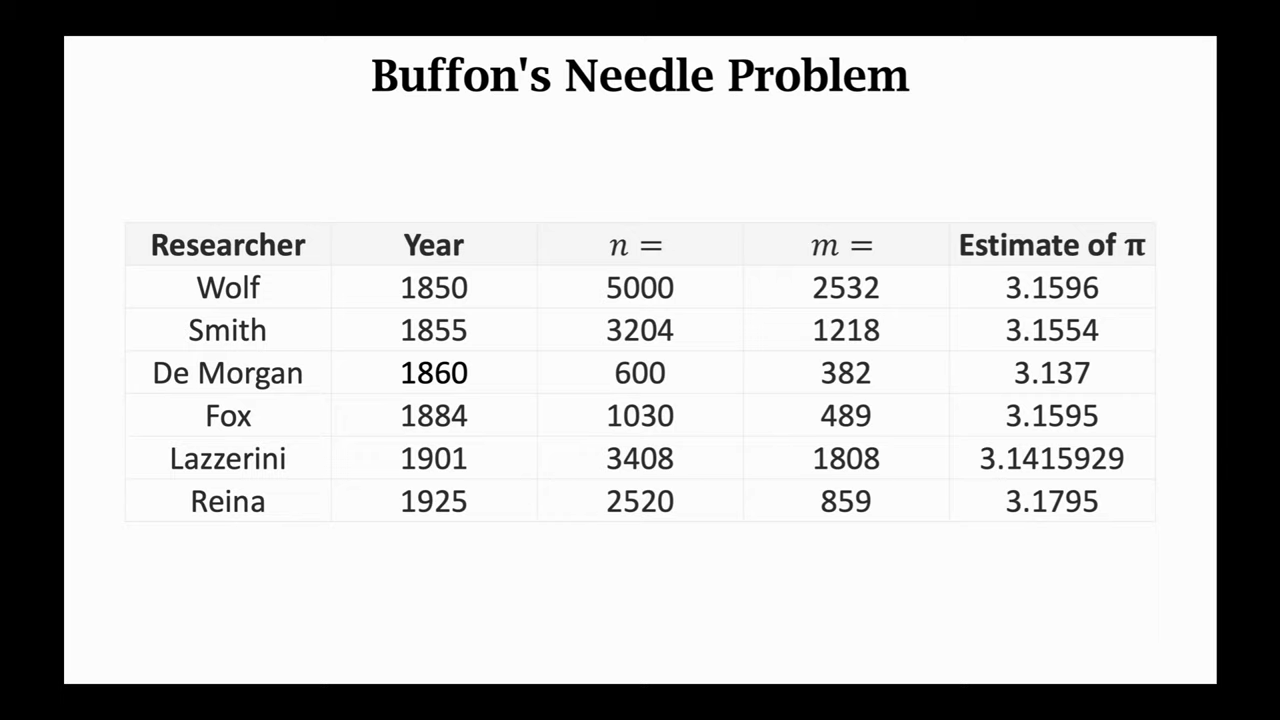 Buffon's Needle Problem
Researcher Year n = m = Estimate of π
Wolf 1850 5000 2532 3.1596
Smith 1855 3204 1218 3.1554
De Morgan 1860 600 382 3.137
Fox 1884 1030 489 3.1595
Lazzerini 1901 3408 1808 3.1415929
Reina 1925 2520 859 3.1795